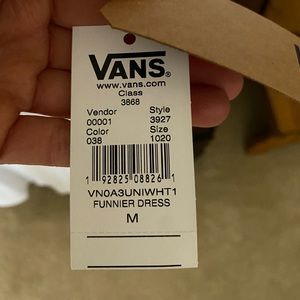 VANS®
www.vans.com
Class
3868
Vendor Style
00001 3927
Color Size
038 1020
1 92825 08826 1
VN0A3UNIWHT1
FUNNIER DRESS
M